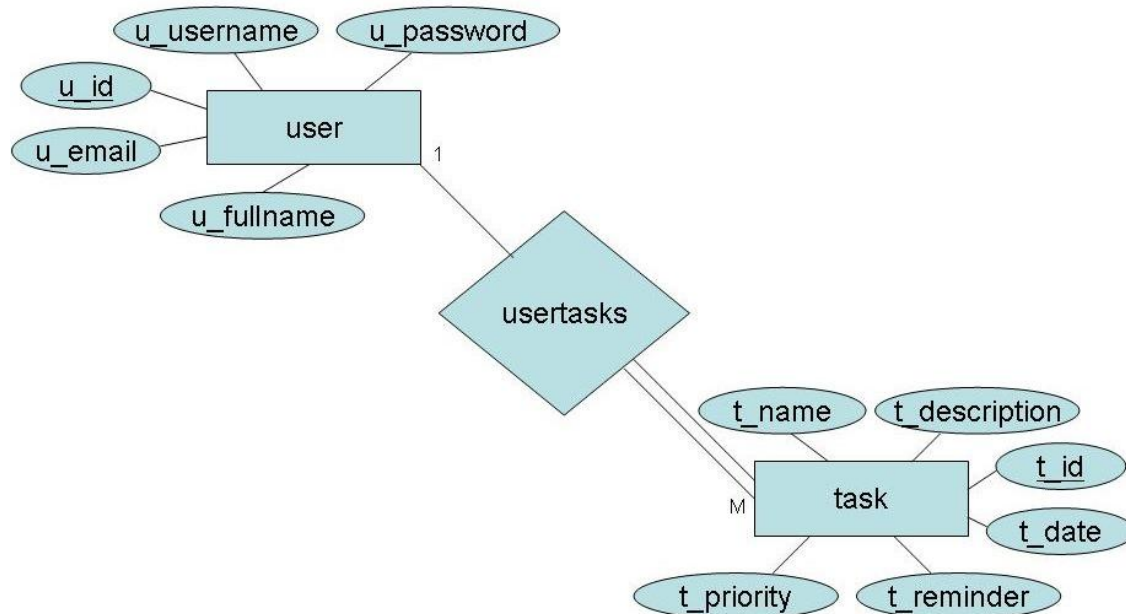 u_username
u_password
u_id
user
u_email
1
u_fullname
usertasks
t_name
t_description
t_id
task
M
t_date
t_priority
t_reminder